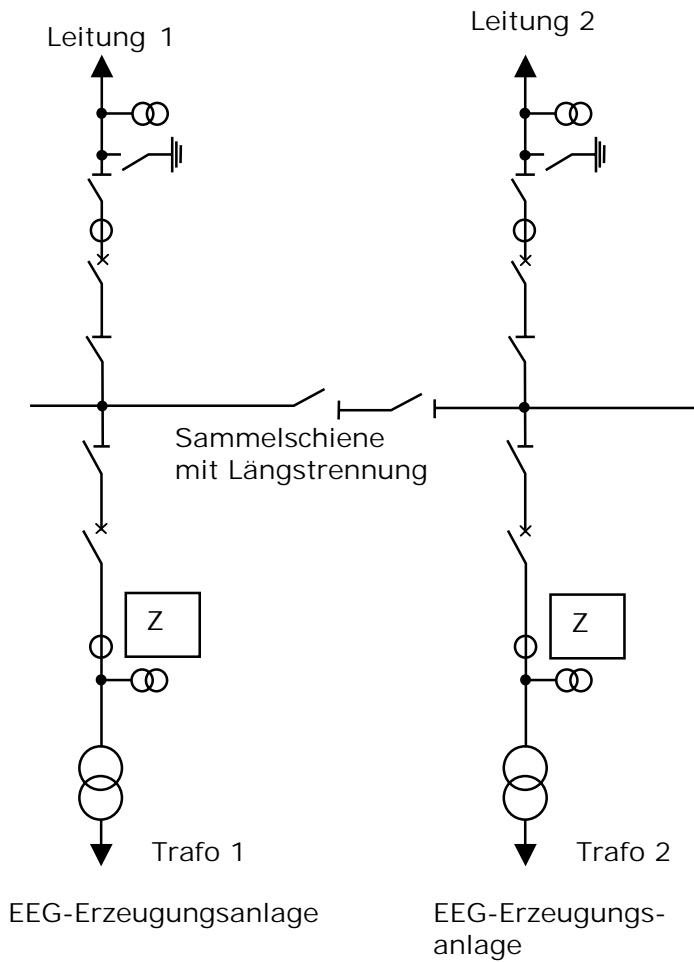 Leitung 1
Leitung 2
Sammelschiene
mit Längstrennung
Z
Z
Trafo 1
Trafo 2
EEG-Erzeugungsanlage
EEG-Erzeugungs-
anlage